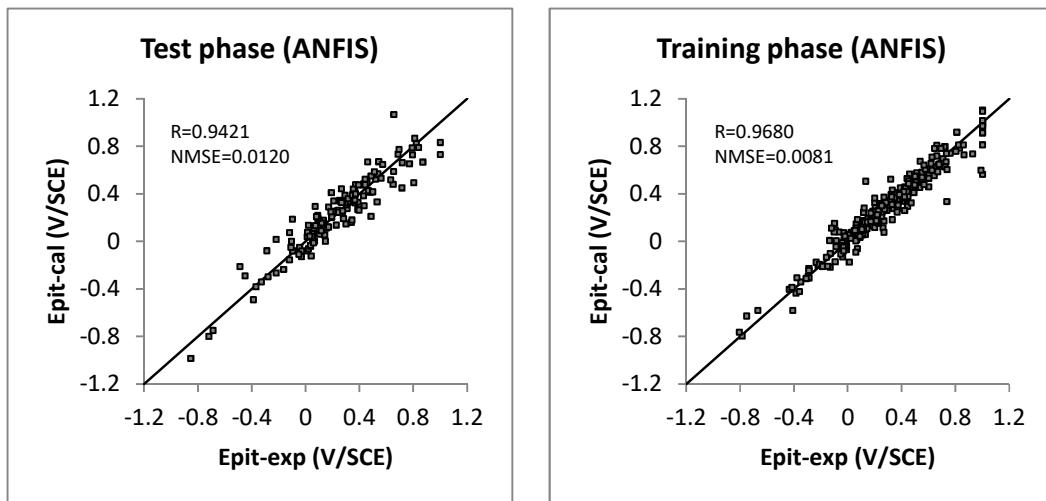 Test phase (ANFIS)
R=0.9421
NMSE=0.0120
Epit-cal (V/SCE)
1.2
0.8
0.4
0
-0.4
-0.8
-1.2
-1.2 -0.8 -0.4 0 0.4 0.8 1.2
Epit-exp (V/SCE)
Training phase (ANFIS)
R=0.9680
NMSE=0.0081
Epit-cal (V/SCE)
1.2
0.8
0.4
0
-0.4
-0.8
-1.2
-1.2 -0.8 -0.4 0 0.4 0.8 1.2
Epit-exp (V/SCE)